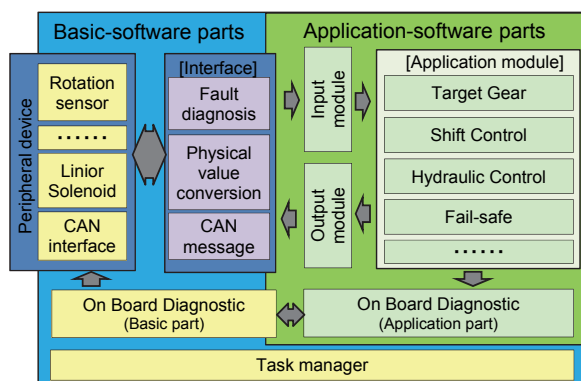 Basic-software parts
Application-software parts
Peripheral device
Rotation
sensor
......
Linior
Solenoid
CAN
interface
[Interface]
Fault
diagnosis
Physical
value
conversion
CAN
message
Input
module
Output
module
[Application module]
Target Gear
Shift Control
Hydraulic Control
Fail-safe
......
On Board Diagnostic
(Basic part)
On Board Diagnostic
(Application part)
Task manager